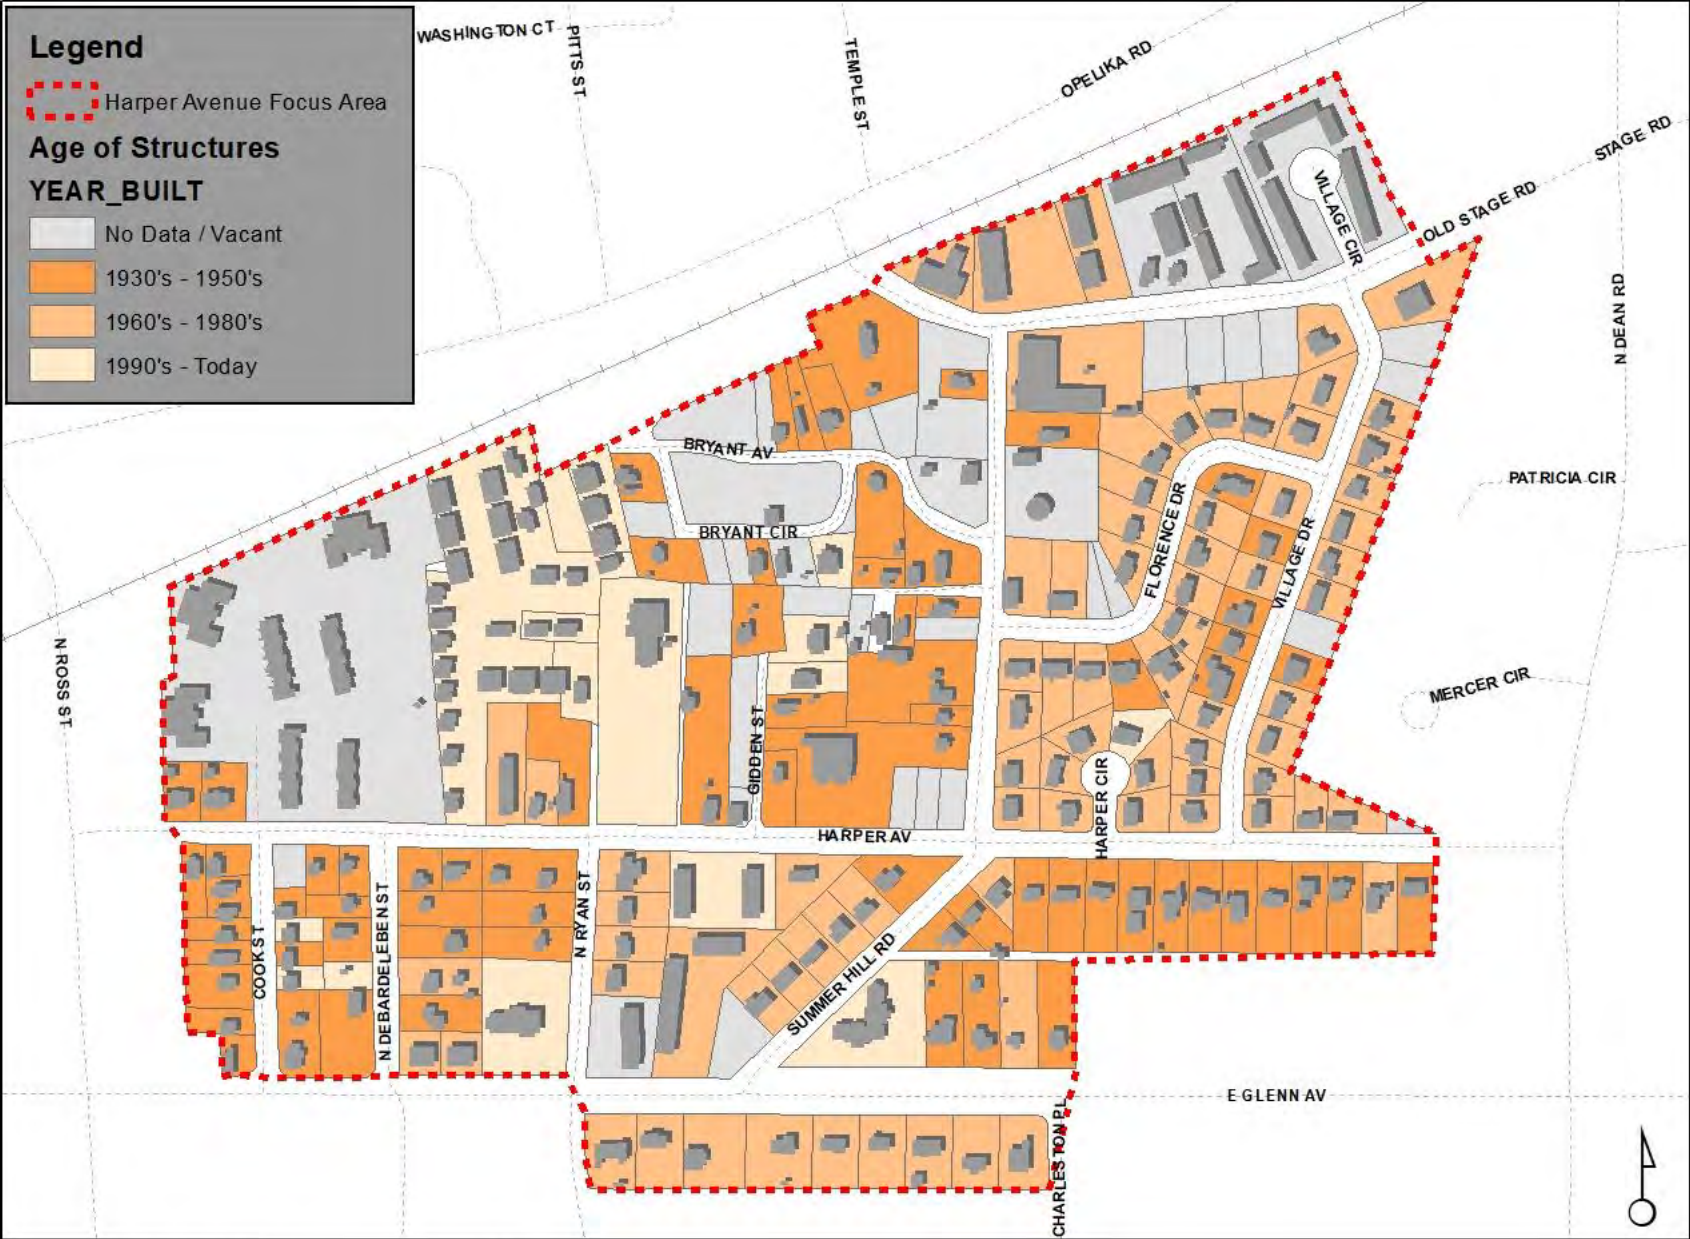 Legend
Harper Avenue Focus Area
Age of Structures
YEAR_BUILT
No Data / Vacant
1930's - 1950's
1960's - 1980's
1990's - Today
WASHINGTON CT
PITTS ST
TEMPLE ST
OPELIKA RD
STAGE RD
OLD STAGE RD
VILLAGE CIR
N DEAN RD
BRYANT AV
PATRICIA CIR
BRYANT CIR
FLORENCE DR
VILLAGE DR
N ROSS ST
MERCER CIR
GIDDEN ST
HARPER CIR
HARPER AV
N RYAN ST
COOK ST
N DEBARDELEBEN ST
SUMMER HILL RD
E GLENN AV
CHARLESTON PL